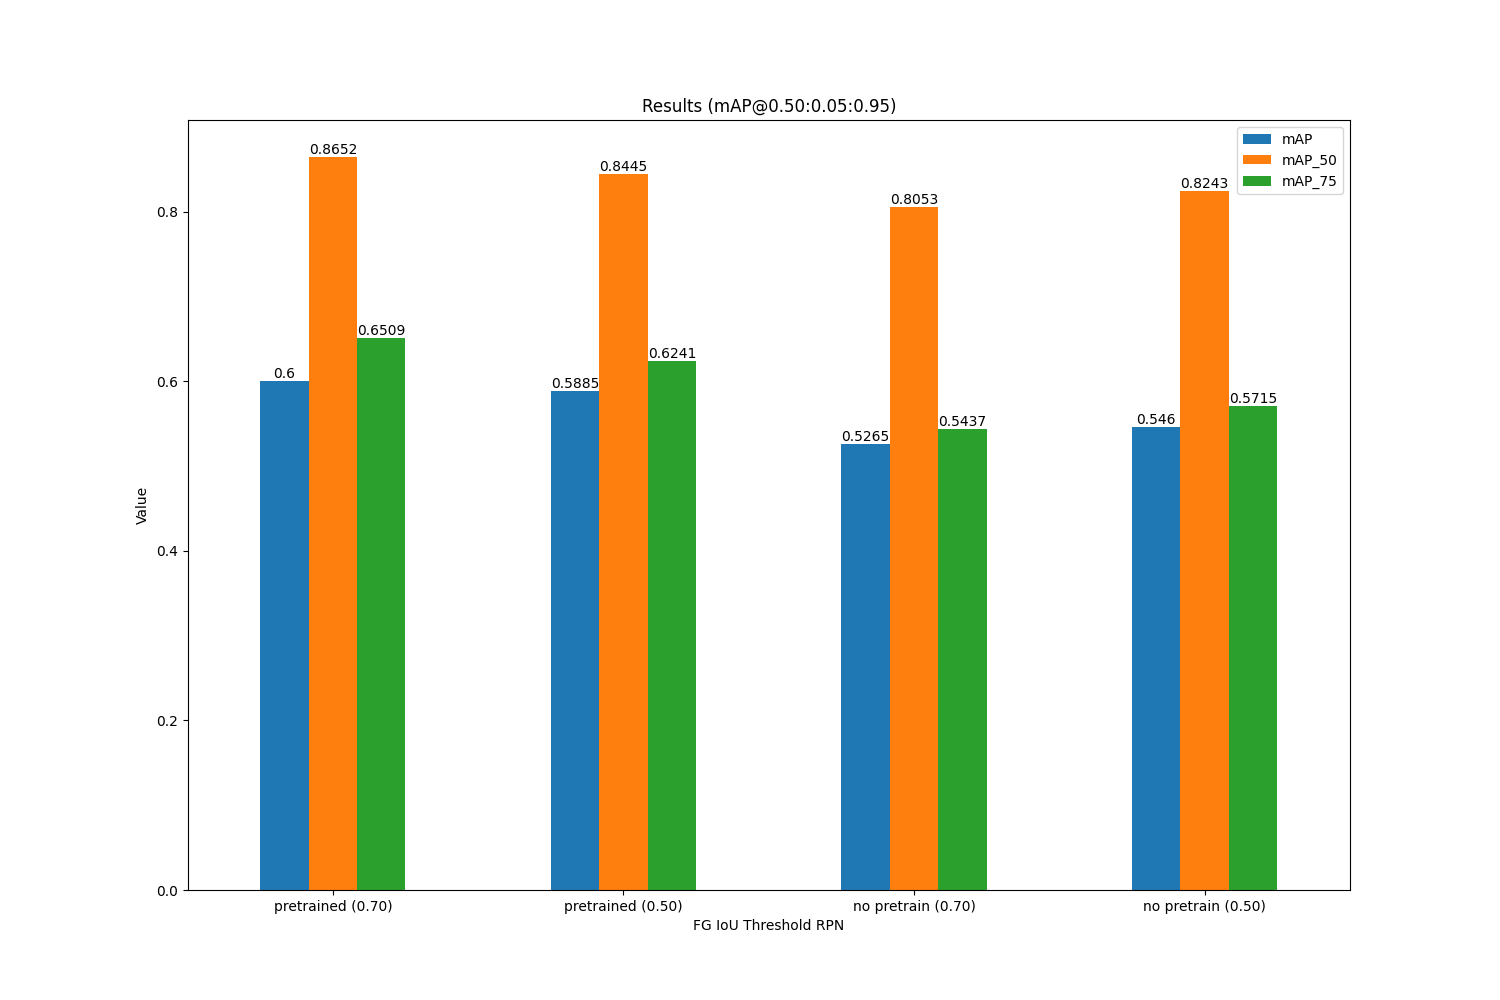 Results (mAP@0.50:0.05:0.95)
mAP
mAP_50
mAP_75
0.8652
0.8445
0.8053
0.8243
0.6509
0.6
0.6241
0.5885
0.5265
0.5437
0.546
0.5715
Value
0.8
0.6
0.4
0.2
0.0
pretrained (0.70)
pretrained (0.50)
no pretrain (0.70)
no pretrain (0.50)
FG IoU Threshold RPN